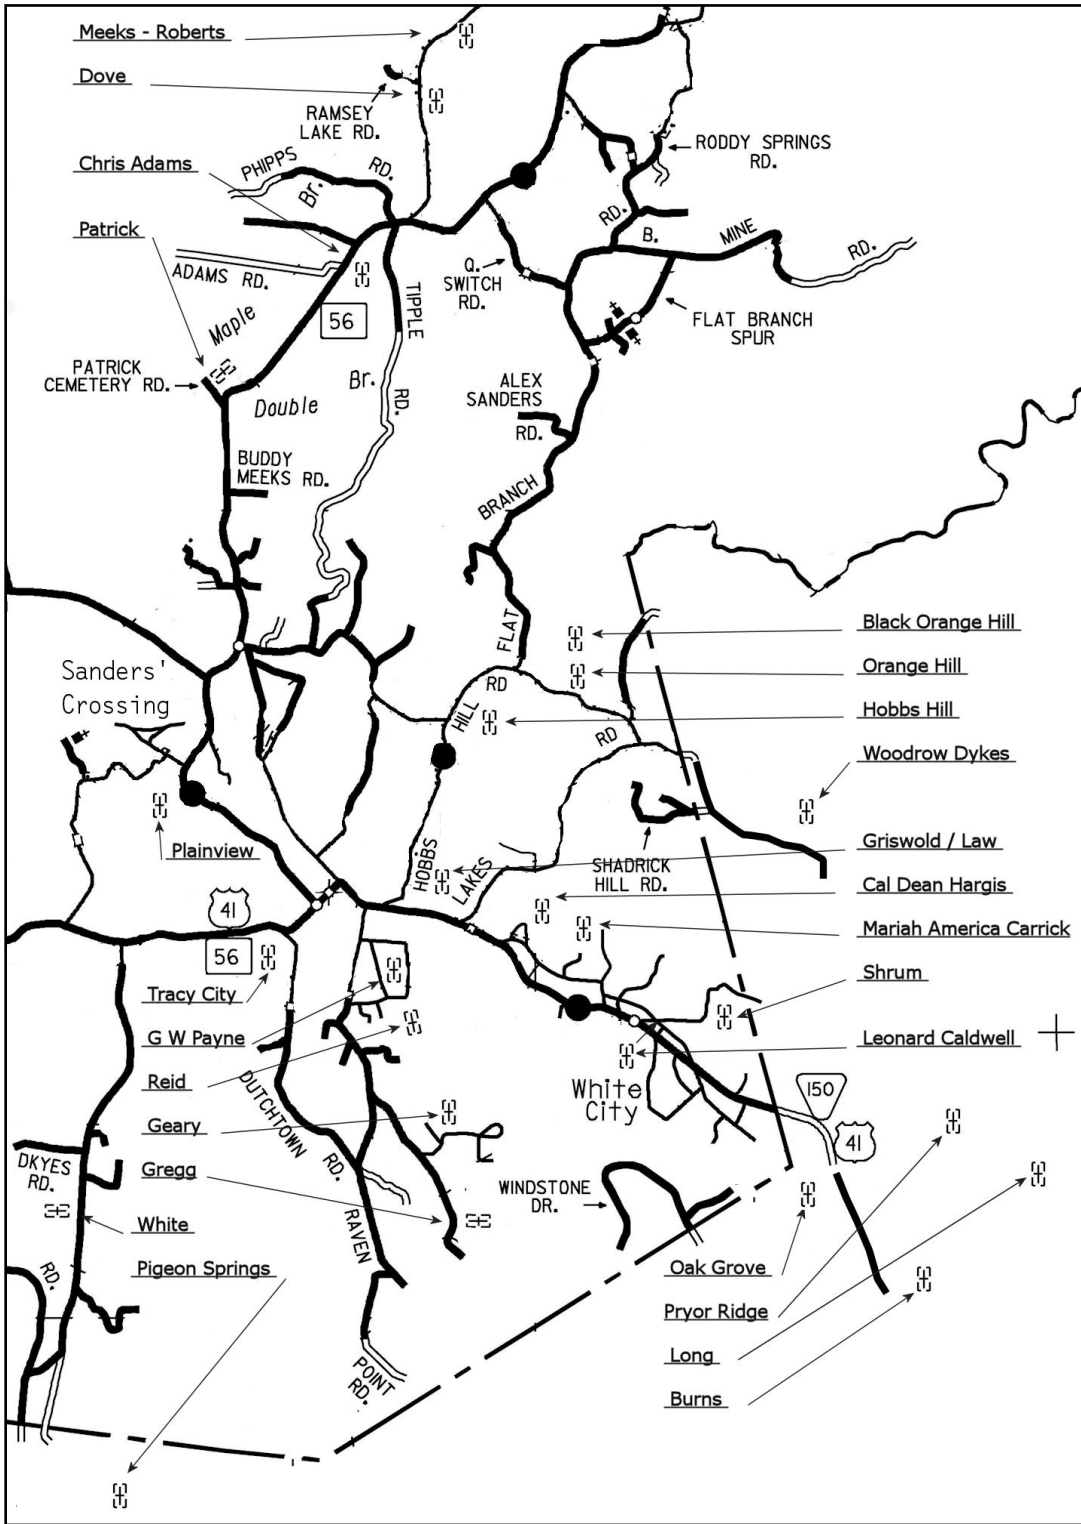 Meeks - Roberts
Dove
RAMSEY
LAKE RD.
Chris Adams
PHIPPS
RD.
Br.
RODDY SPRINGS
RD.
Patrick
ADAMS RD.
RD.
B.
MINE
RD.
Q.
SWITCH
RD.
TIPPLE
Maple
56
FLAT BRANCH
SPUR
PATRICK
CEMETERY RD.
Double
Br.
RD.
ALEX
SANDERS
RD.
BUDDY
MEEKS RD.
BRANCH
FLAT
Black Orange Hill
Sanders'
Crossing
RD
Orange Hill
HILL
Hobbs Hill
RD
Woodrow Dykes
Plainview
HOBBS
LAKES
SHADRICK
HILL RD.
Griswold / Law
Cal Dean Hargis
41
Mariah America Carrick
56
Tracy City
Shrum
G W Payne
Leonard Caldwell
Reid
DUTCHTOWN
RD.
White
City
150
Geary
41
DKYES
RD.
Gregg
WINDSTONE
DR.
White
RAVEN
RD.
Pigeon Springs
Oak Grove
Pryor Ridge
POINT
RD.
Long
Burns